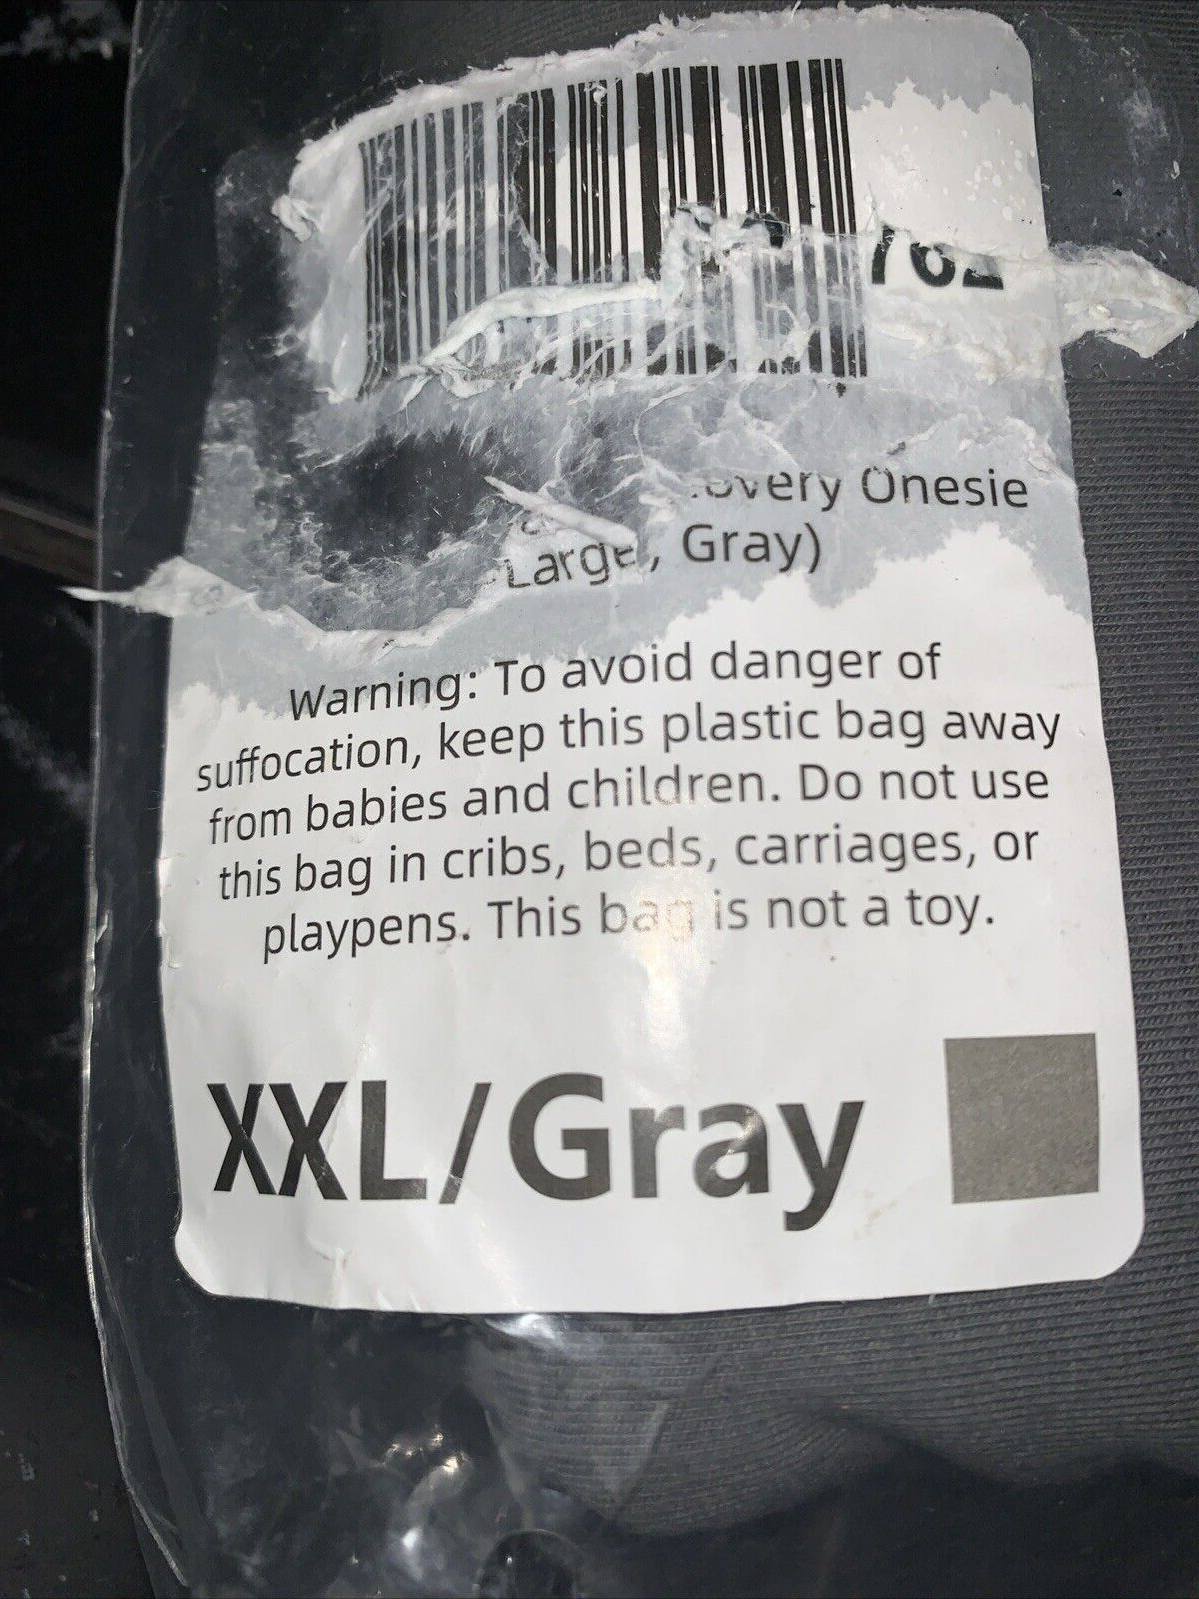 762
Onesie
Large, Gray)
Warning: To avoid danger of
suffocation, keep this plastic bag away
from babies and children. Do not use
this bag in cribs, beds, carriages, or
playpens. This bag is not a toy.
XXL/Gray